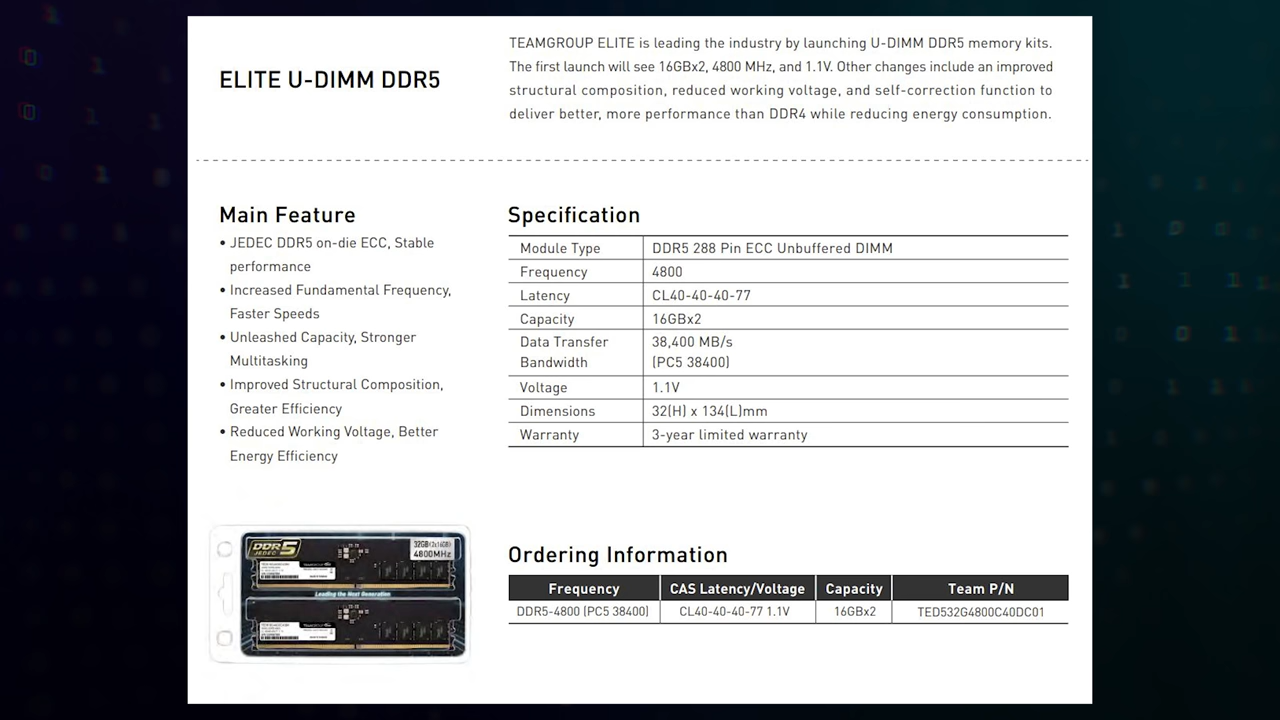 ELITE U-DIMM DDR5
TEAMGROUP ELITE is leading the industry by launching U-DIMM DDR5 memory kits.
The first launch will see 16GBx2, 4800 MHz, and 1.1V. Other changes include an improved
structural composition, reduced working voltage, and self-correction function to
deliver better, more performance than DDR4 while reducing energy consumption.
Main Feature
• JEDEC DDR5 on-die ECC, Stable
performance
• Increased Fundamental Frequency,
Faster Speeds
• Unleashed Capacity, Stronger
Multitasking
• Improved Structural Composition,
Greater Efficiency
• Reduced Working Voltage, Better
Energy Efficiency
Specification
Module Type DDR5 288 Pin ECC Unbuffered DIMM
Frequency 4800
Latency CL40-40-40-77
Capacity 16GBx2
Data Transfer 38,400 MB/s
Bandwidth (PC5 38400)
Voltage 1.1V
Dimensions 32(H) x 134(L)mm
Warranty 3-year limited warranty
DDR5
JEDEC
32GB(2x16GB)
4800MHz
Leading the Next Generation
Ordering Information
Frequency CAS Latency/Voltage Capacity Team P/N
DDR5-4800 (PC5 38400) CL40-40-40-77 1.1V 16GBx2 TED532G4800C40DC01